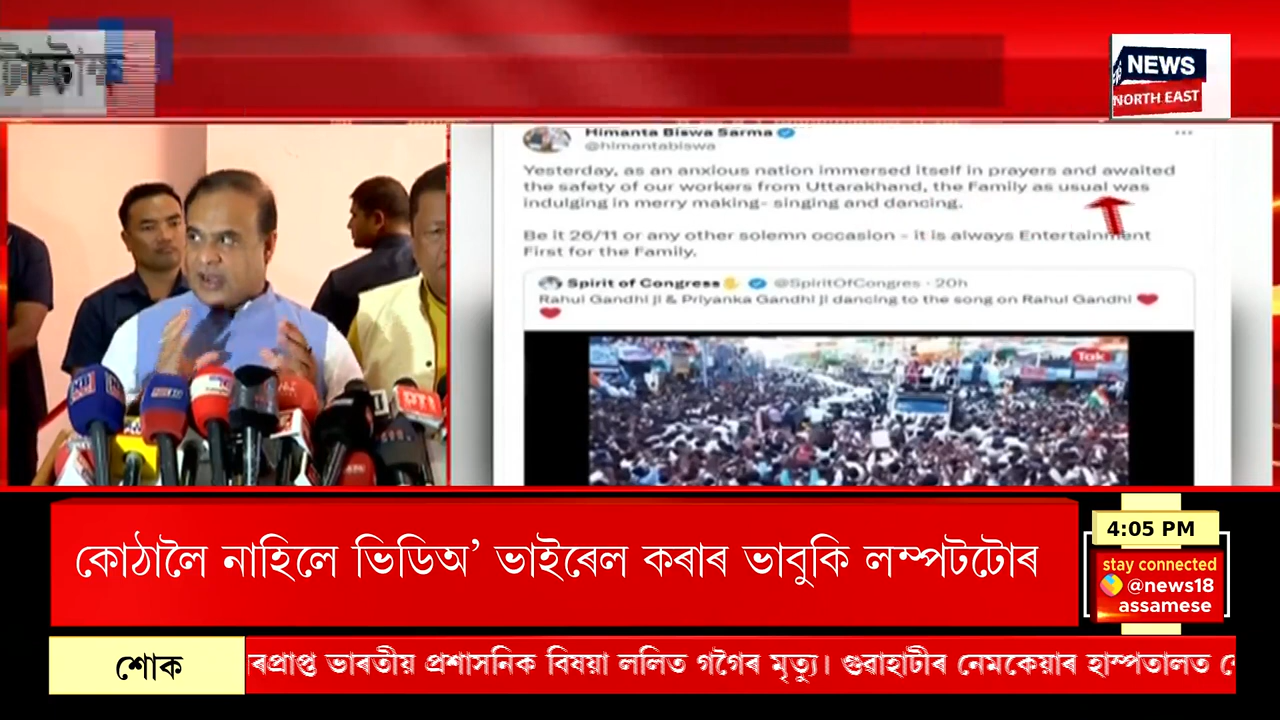 NEWS
NORTH EAST
Himanta Biswa Sarma
@himantabiswa
Yesterday, as an anxious nation immersed itself in prayers and awaited
the safety of our workers from Uttarakhand, the Family as usual was
indulging in merry making- singing and dancing.
Be it 26/11 or any other solemn occasion - it is always Entertainment
First for the Family.
Spirit of Congress @SpiritOfCongres · 20h
Rahul Gandhi ji & Priyanka Gandhi ji dancing to the song on Rahul Gandhi ❤️
❤️
Tak
PTI
কোঠালৈ নাহিলে ভিডিঅ’ ভাইৰেল কৰাৰ ভাবুকি লম্পটটোৰ
4:05 PM
stay connected
@news18
assamese
শোক
ৰপ্ৰাপ্ত ভাৰতীয় প্ৰশাসনিক বিষয়া ললিত গগৈৰ মৃত্যু। গুৱাহাটীৰ নেমকেয়াৰ হাস্পতালত